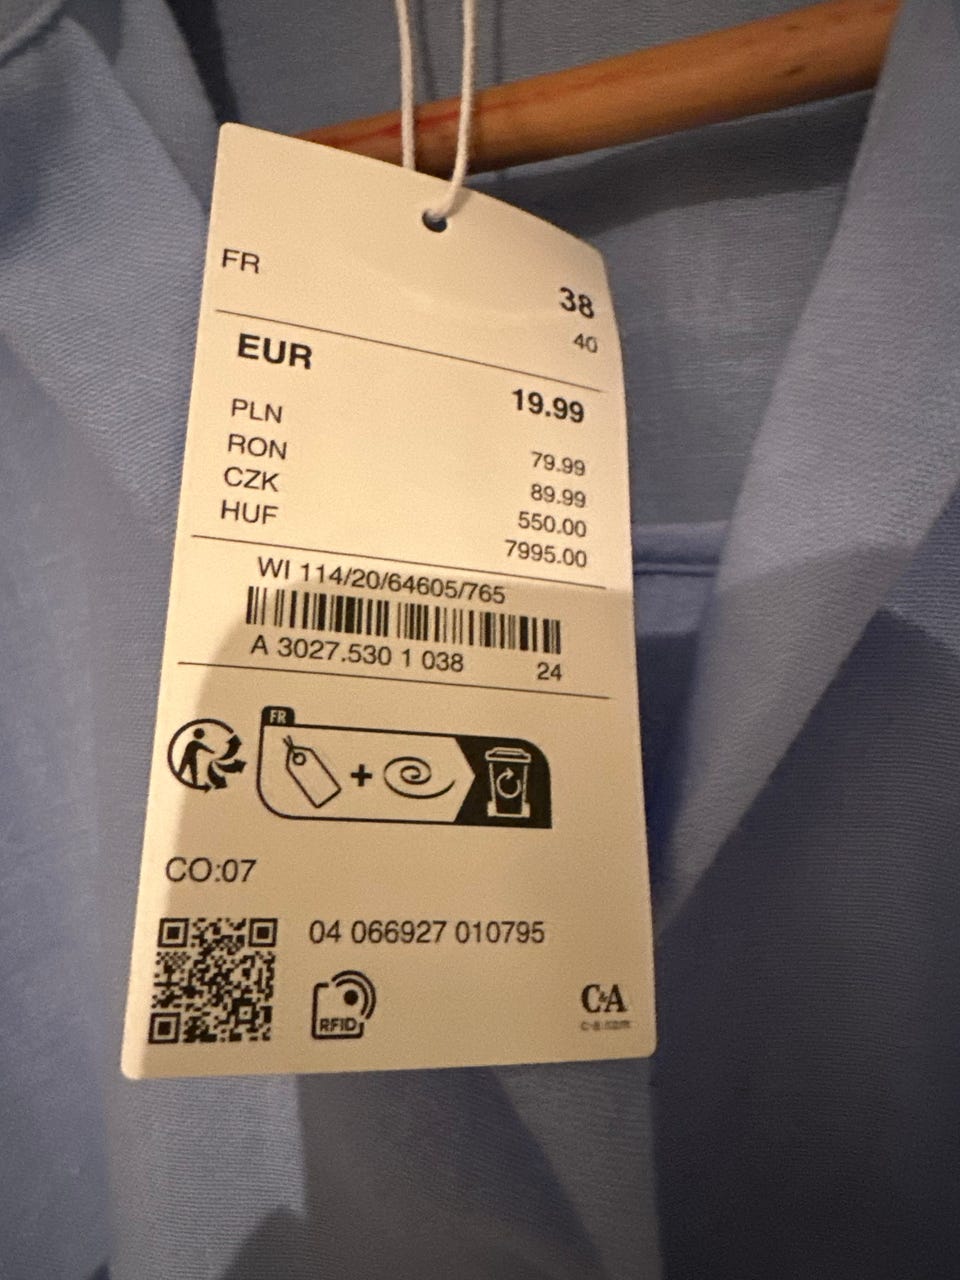 FR 38
40
EUR 19.99
PLN 79.99
RON 89.99
CZK 550.00
HUF 7995.00
WI 114/20/64605/765
A 3027.530 1 038 24
FR
+
CO:07
04 066927 010795
RFID
C&A
c-a.com